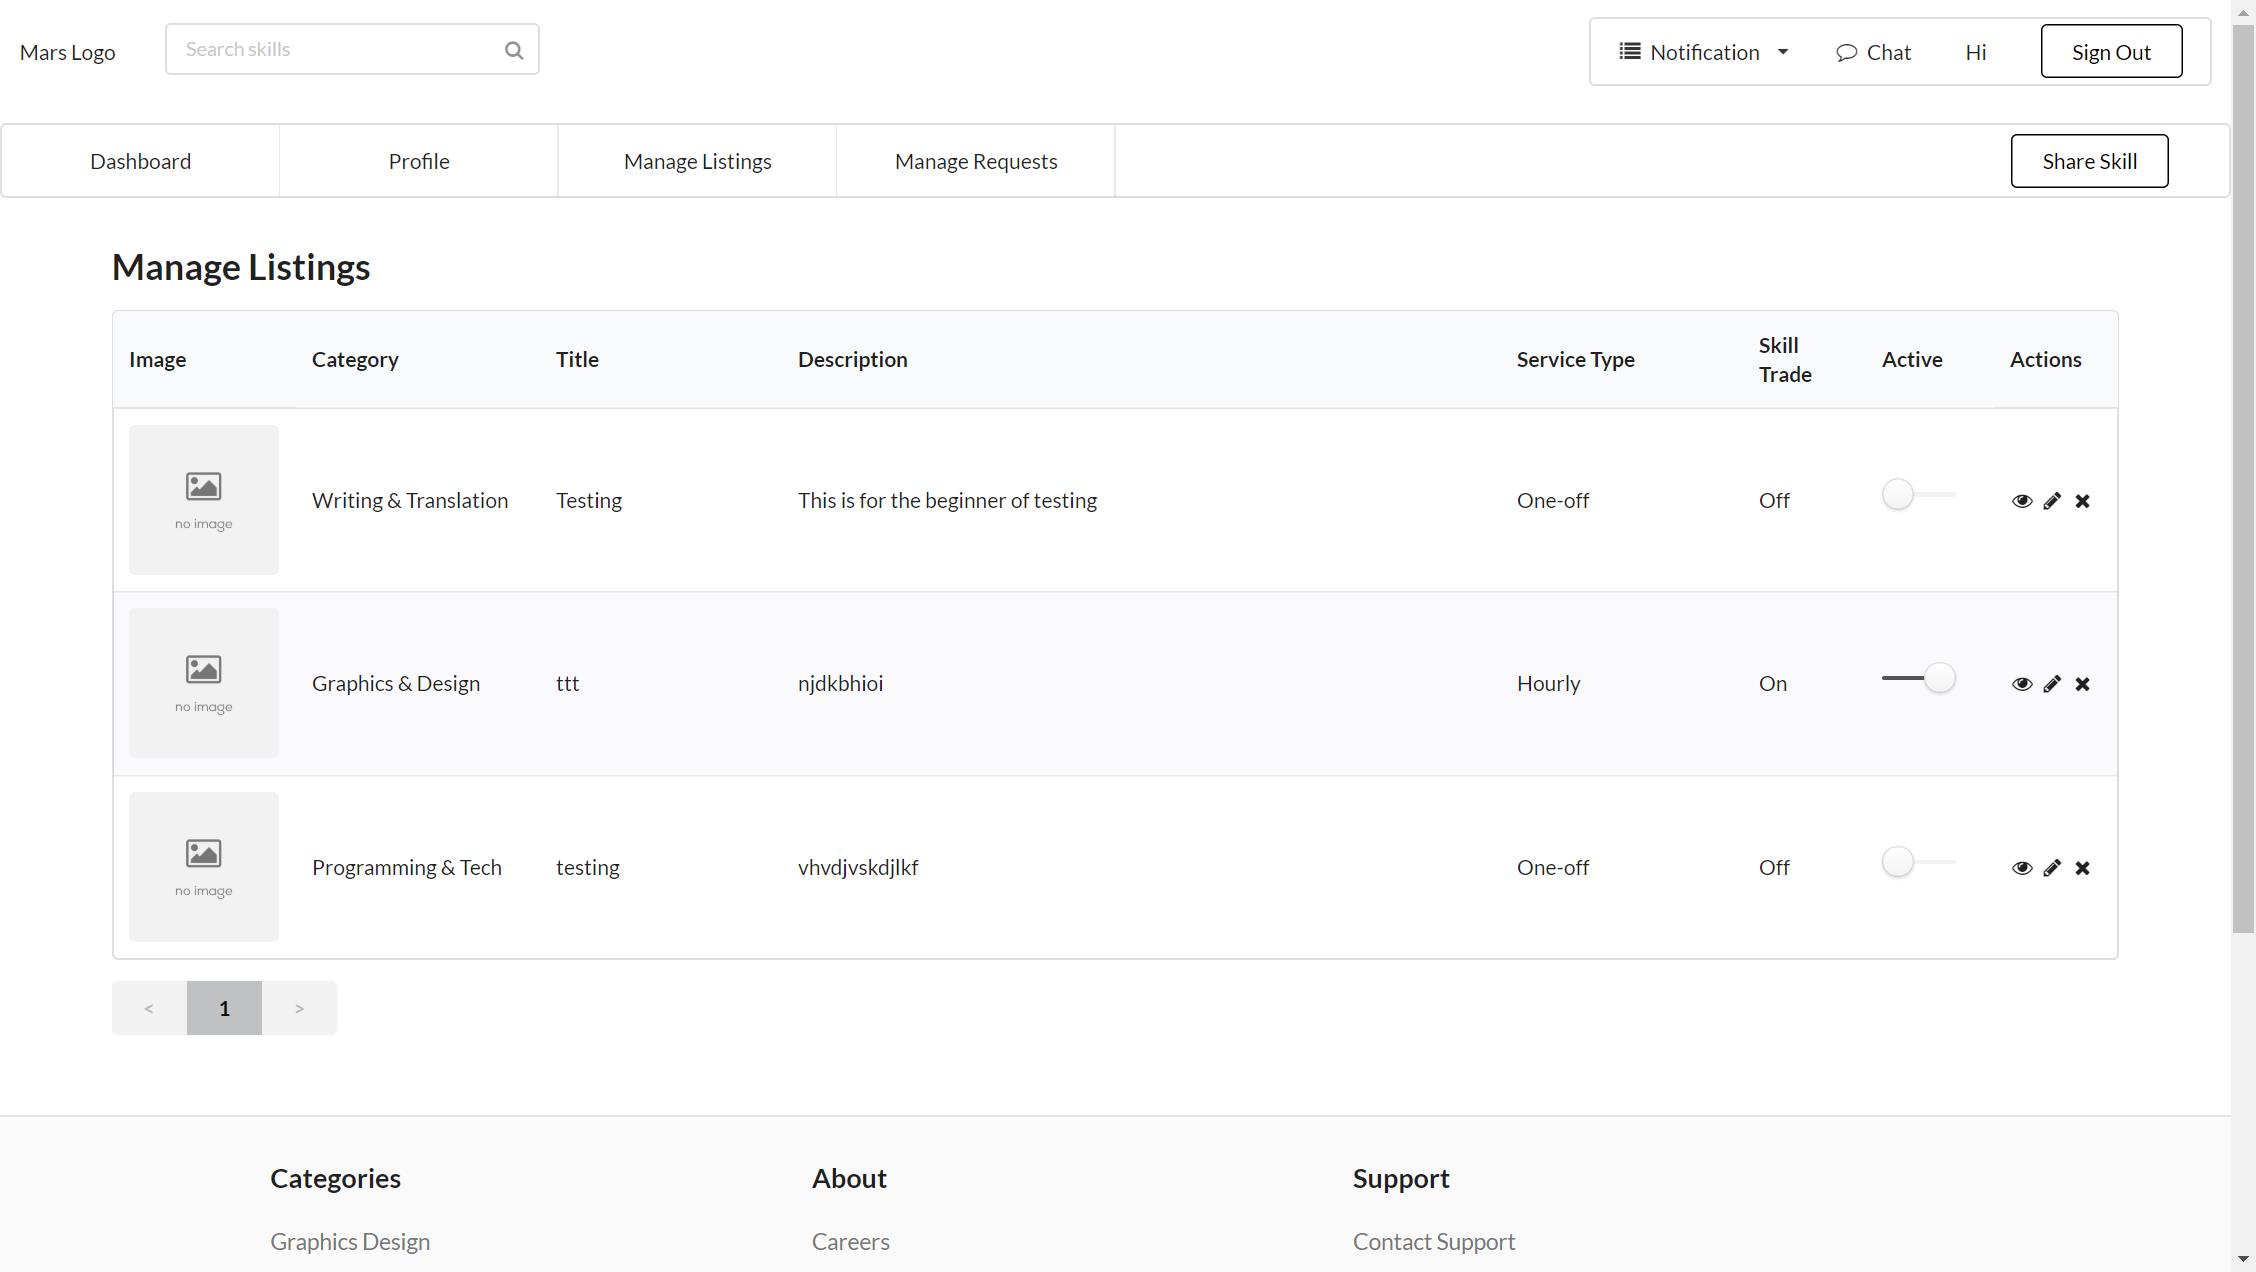 Mars Logo
Search skills
Notification
Chat
Hi
Sign Out
Dashboard
Profile
Manage Listings
Manage Requests
Share Skill
Manage Listings
Image
Category
Title
Description
Service Type
Skill
Trade
Active
Actions
no image
Writing & Translation
Testing
This is for the beginner of testing
One-off
Off
no image
Graphics & Design
ttt
njdkbhioi
Hourly
On
no image
Programming & Tech
testing
vhvdjvskdjlkf
One-off
Off
<
1
>
Categories
About
Support
Graphics Design
Careers
Contact Support